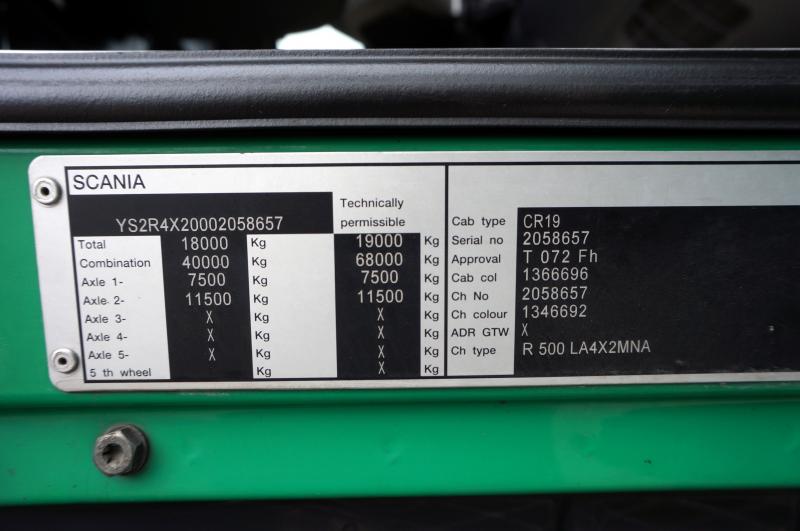 SCANIA
Technically
YS2R4X20002058657 permissible
Total 18000 Kg 19000 Kg
Combination 40000 Kg 68000 Kg
Axle 1- 7500 Kg 7500 Kg
Axle 2- 11500 Kg 11500 Kg
Axle 3- X Kg X Kg
Axle 4- X Kg X Kg
Axle 5- X Kg X Kg
5 th wheel Kg X Kg
Cab type CR19
Serial no 2058657
Approval T 072 Fh
Cab col 1366696
Ch No 2058657
Ch colour 1346692
ADR GTW X
Ch type R 500 LA4X2MNA